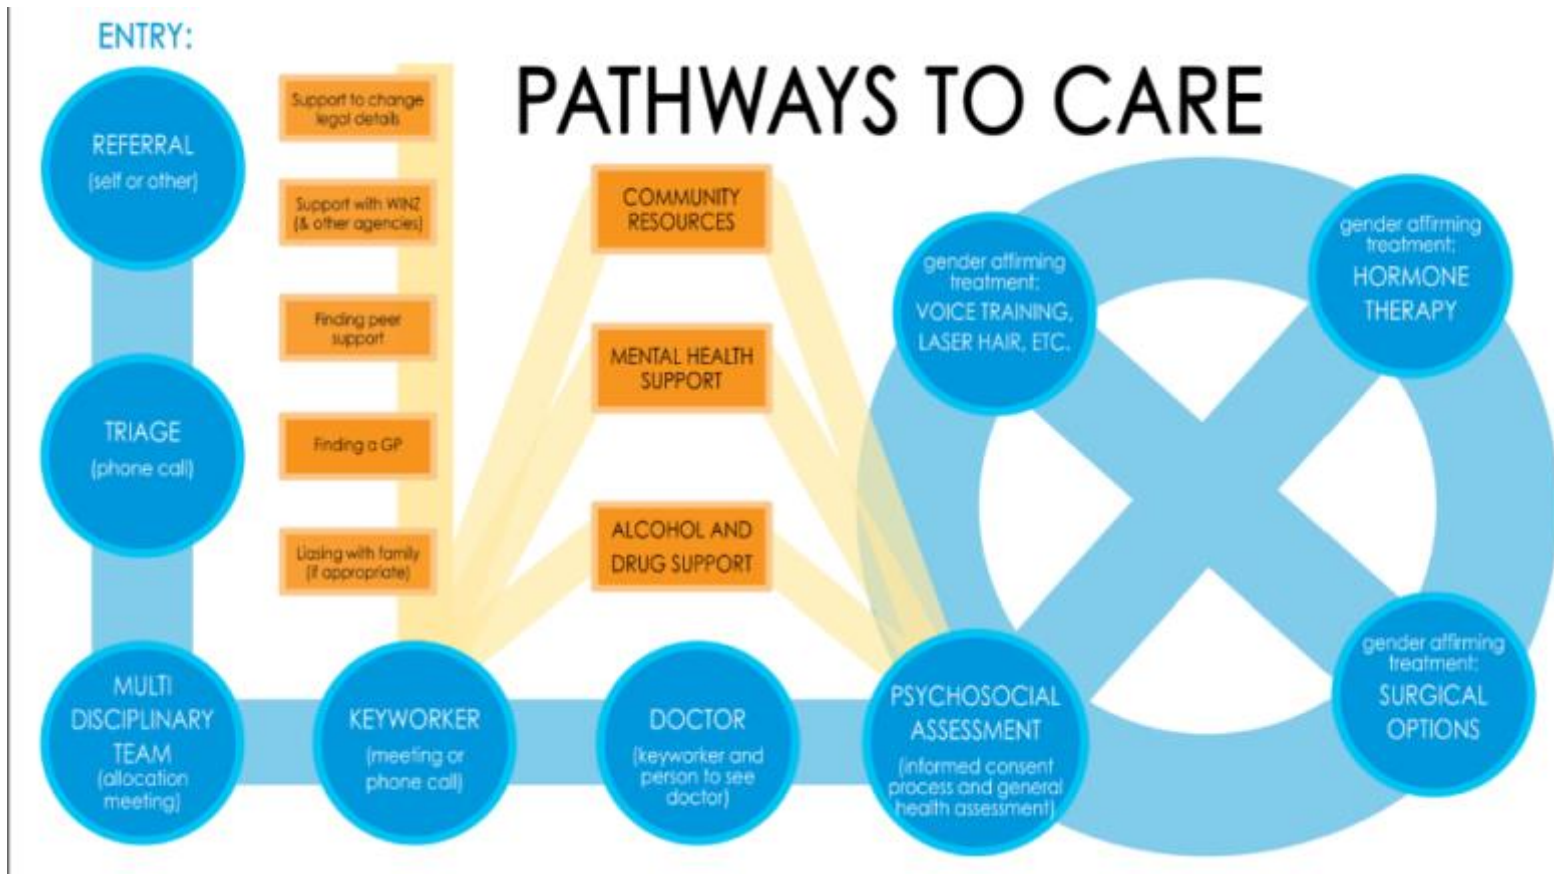 ENTRY:
PATHWAYS TO CARE
REFERRAL
(self or other)
TRIAGE
(phone call)
MULTI
DISCIPLINARY
TEAM
(allocation
meeting)
Support to change
legal details
Support with WINZ
(& other agencies)
Finding peer
support
Finding a GP
Liasing with family
(if appropriate)
KEYWORKER
(meeting or
phone call)
COMMUNITY
RESOURCES
MENTAL HEALTH
SUPPORT
ALCOHOL AND
DRUG SUPPORT
DOCTOR
(keyworker and
person to see
doctor)
PSYCHOSOCIAL
ASSESSMENT
(informed consent
process and general
health assessment)
gender affirming
treatment:
VOICE TRAINING,
LASER HAIR, ETC.
gender affirming
treatment:
HORMONE
THERAPY
gender affirming
treatment:
SURGICAL
OPTIONS